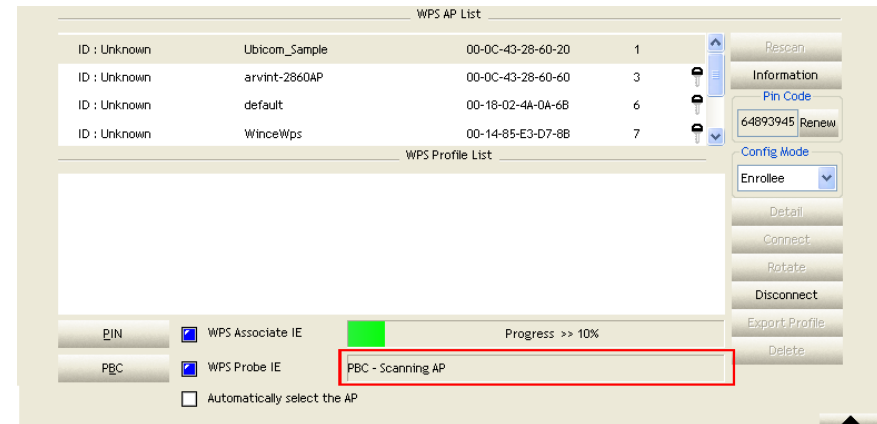 WPS AP List
ID : Unknown Ubicom_Sample 00-0C-43-28-60-20 1
ID : Unknown arvint-2860AP 00-0C-43-28-60-60 3
ID : Unknown default 00-18-02-4A-0A-6B 6
ID : Unknown WinceWps 00-14-85-E3-D7-8B 7
WPS Profile List
Rescan
Information
Pin Code
64893945 Renew
Config Mode
Enrollee
Detail
Connect
Rotate
Disconnect
Export Profile
Delete
PIN WPS Associate IE Progress >> 10%
PBC WPS Probe IE PBC - Scanning AP
Automatically select the AP